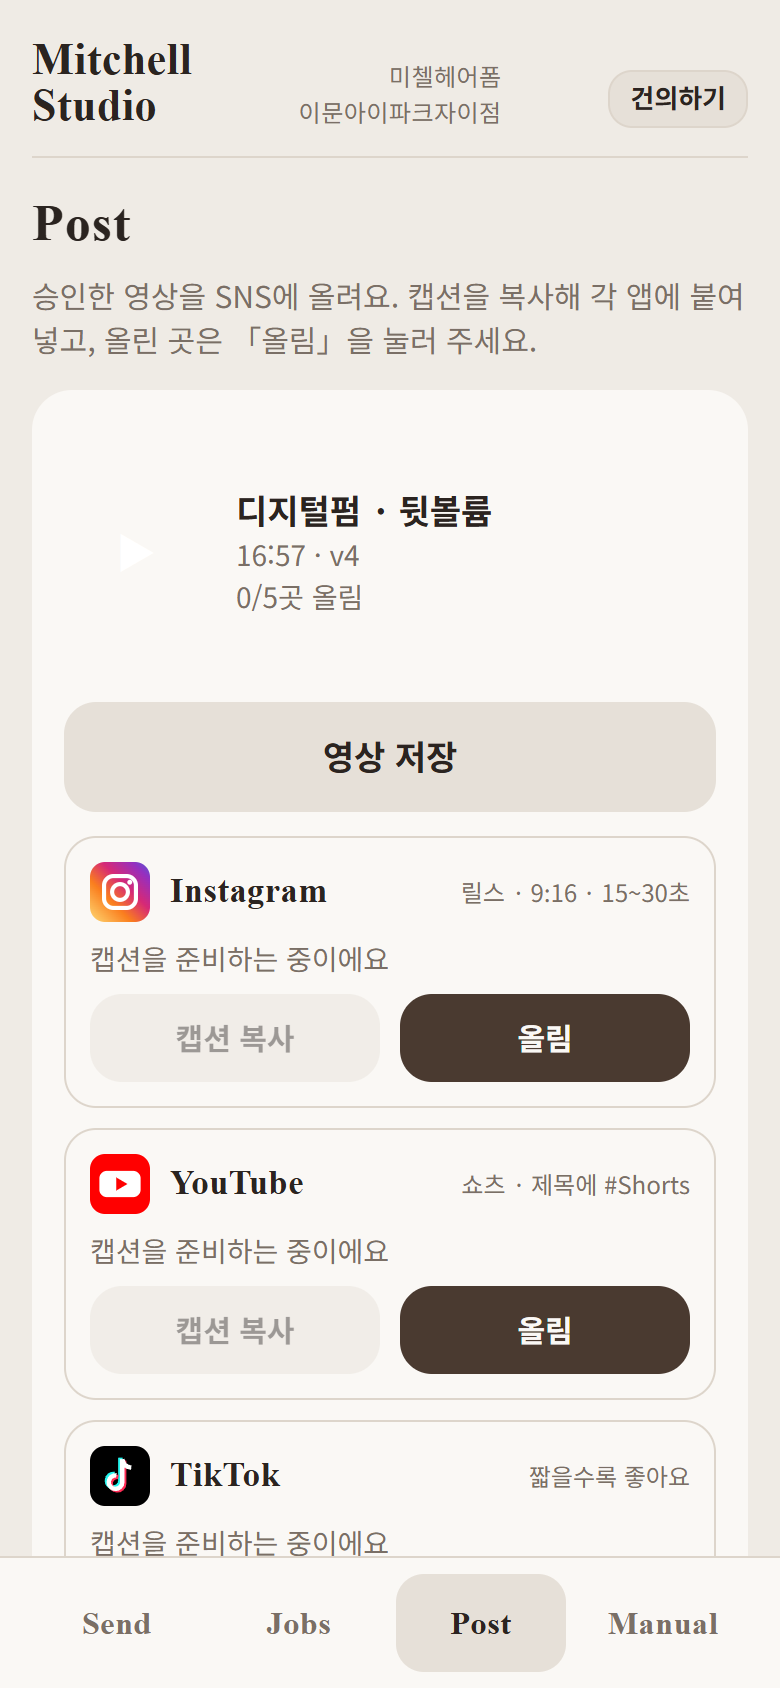 Mitchell
Studio
미첼헤어폼
이문아이파크자이점
건의하기
Post
승인한 영상을 SNS에 올려요. 캡션을 복사해 각 앱에 붙여
넣고, 올린 곳은 「올림」을 눌러 주세요.
디지털펌 · 뒷볼륨
16:57 · v4
0/5곳 올림
영상 저장
Instagram
릴스 · 9:16 · 15~30초
캡션을 준비하는 중이에요
캡션 복사
올림
YouTube
쇼츠 · 제목에 #Shorts
캡션을 준비하는 중이에요
캡션 복사
올림
TikTok
짧을수록 좋아요
캡션을 준비하는 중이에요
Send
Jobs
Post
Manual